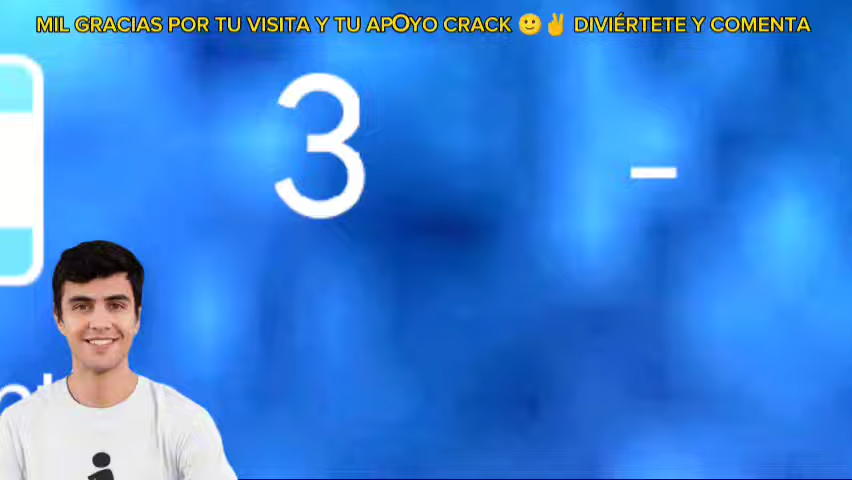 MIL GRACIAS POR TU VISITA Y TU APOYO CRACK 🙂✌️ DIVIÉRTETE Y COMENTA
3 -